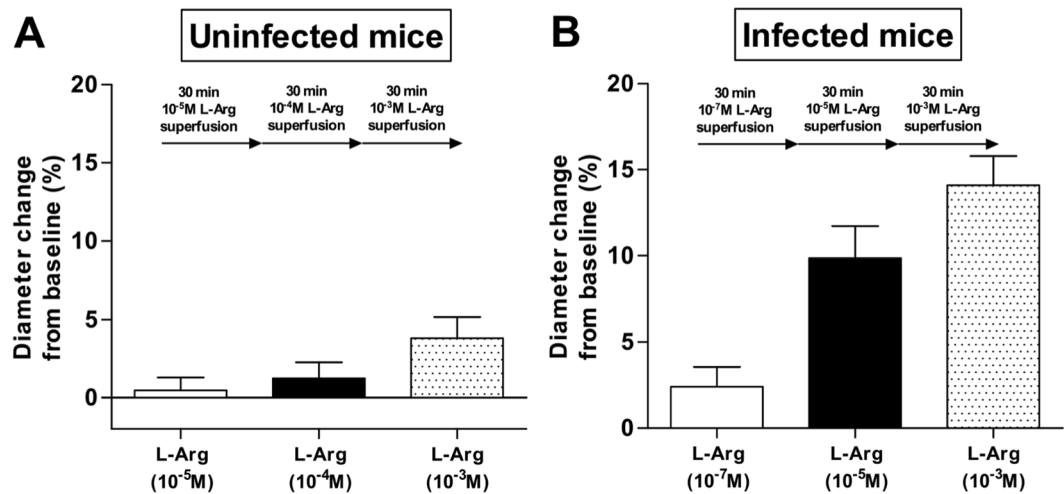 A
Uninfected mice
Diameter change
from baseline (%)
20
15
10
5
0
30 min
10⁻⁵M L-Arg
superfusion
30 min
10⁻⁴M L-Arg
superfusion
30 min
10⁻³M L-Arg
superfusion
L-Arg
(10⁻⁵M)
L-Arg
(10⁻⁴M)
L-Arg
(10⁻³M)
B
Infected mice
Diameter change
from baseline (%)
20
15
10
5
0
30 min
10⁻⁷M L-Arg
superfusion
30 min
10⁻⁵M L-Arg
superfusion
30 min
10⁻³M L-Arg
superfusion
L-Arg
(10⁻⁷M)
L-Arg
(10⁻⁵M)
L-Arg
(10⁻³M)